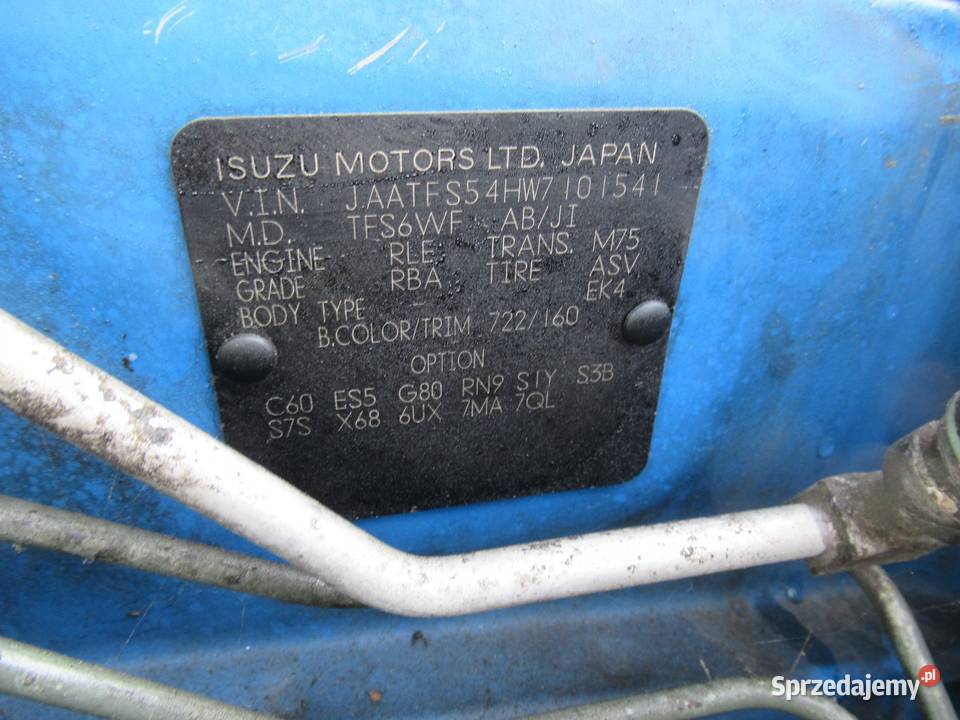 ISUZU MOTORS LTD. JAPAN
V.I.N. JAATFS54HW7101541
M.D. TFS6WF AB/JI
ENGINE RLE TRANS. M75
GRADE RBA TIRE ASV
BODY TYPE - EK4
B.COLOR/TRIM 722/160
OPTION
C60 ES5 G80 RN9 SIY S3B
S7S X68 6UX 7MA 7QL
Sprzedajemy.pl